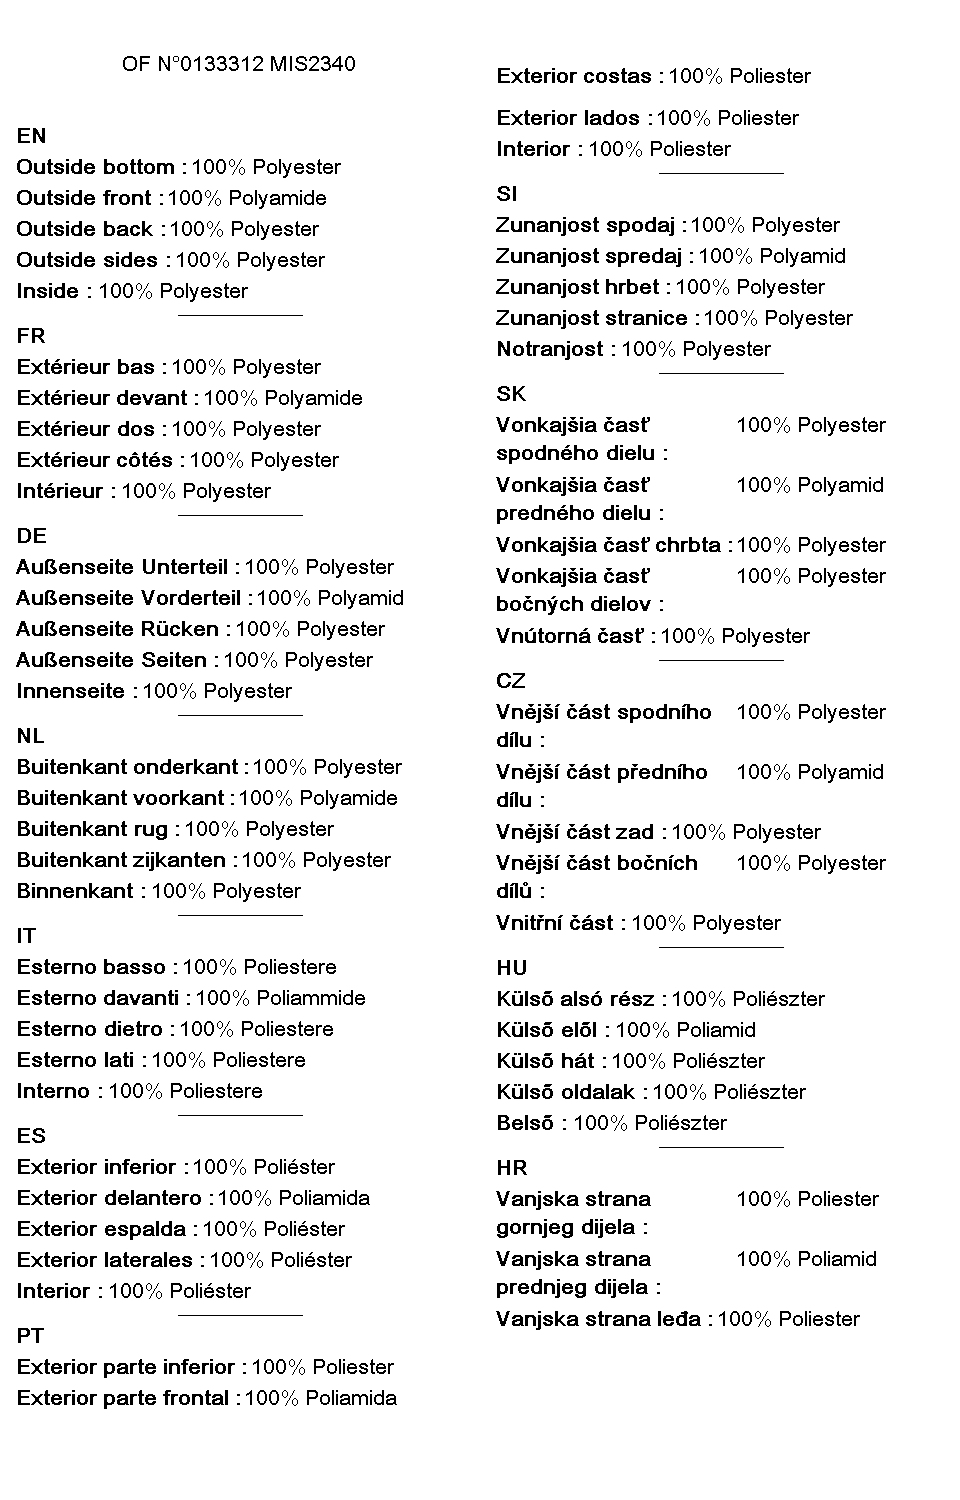 OF N°0133312 MIS2340
EN
Outside bottom : 100% Polyester
Outside front : 100% Polyamide
Outside back : 100% Polyester
Outside sides : 100% Polyester
Inside : 100% Polyester
FR
Extérieur bas : 100% Polyester
Extérieur devant : 100% Polyamide
Extérieur dos : 100% Polyester
Extérieur côtés : 100% Polyester
Intérieur : 100% Polyester
DE
Außenseite Unterteil : 100% Polyester
Außenseite Vorderteil : 100% Polyamid
Außenseite Rücken : 100% Polyester
Außenseite Seiten : 100% Polyester
Innenseite : 100% Polyester
NL
Buitenkant onderkant : 100% Polyester
Buitenkant voorkant : 100% Polyamide
Buitenkant rug : 100% Polyester
Buitenkant zijkanten : 100% Polyester
Binnenkant : 100% Polyester
IT
Esterno basso : 100% Poliestere
Esterno davanti : 100% Poliammide
Esterno dietro : 100% Poliestere
Esterno lati : 100% Poliestere
Interno : 100% Poliestere
ES
Exterior inferior : 100% Poliéster
Exterior delantero : 100% Poliamida
Exterior espalda : 100% Poliéster
Exterior laterales : 100% Poliéster
Interior : 100% Poliéster
PT
Exterior parte inferior : 100% Poliester
Exterior parte frontal : 100% Poliamida
Exterior costas : 100% Poliester
Exterior lados : 100% Poliester
Interior : 100% Poliester
SI
Zunanjost spodaj : 100% Polyester
Zunanjost spredaj : 100% Polyamid
Zunanjost hrbet : 100% Polyester
Zunanjost stranice : 100% Polyester
Notranjost : 100% Polyester
SK
Vonkajšia časť 100% Polyester
spodného dielu :
Vonkajšia časť 100% Polyamid
predného dielu :
Vonkajšia časť chrbta : 100% Polyester
Vonkajšia časť 100% Polyester
bočných dielov :
Vnútorná časť : 100% Polyester
CZ
Vnější část spodního 100% Polyester
dílu :
Vnější část předního 100% Polyamid
dílu :
Vnější část zad : 100% Polyester
Vnější část bočních 100% Polyester
dílů :
Vnitřní část : 100% Polyester
HU
Külsõ alsó rész : 100% Poliészter
Külsõ elõl : 100% Poliamid
Külsõ hát : 100% Poliészter
Külsõ oldalak : 100% Poliészter
Belsõ : 100% Poliészter
HR
Vanjska strana 100% Poliester
gornjeg dijela :
Vanjska strana 100% Poliamid
prednjeg dijela :
Vanjska strana leđa : 100% Poliester